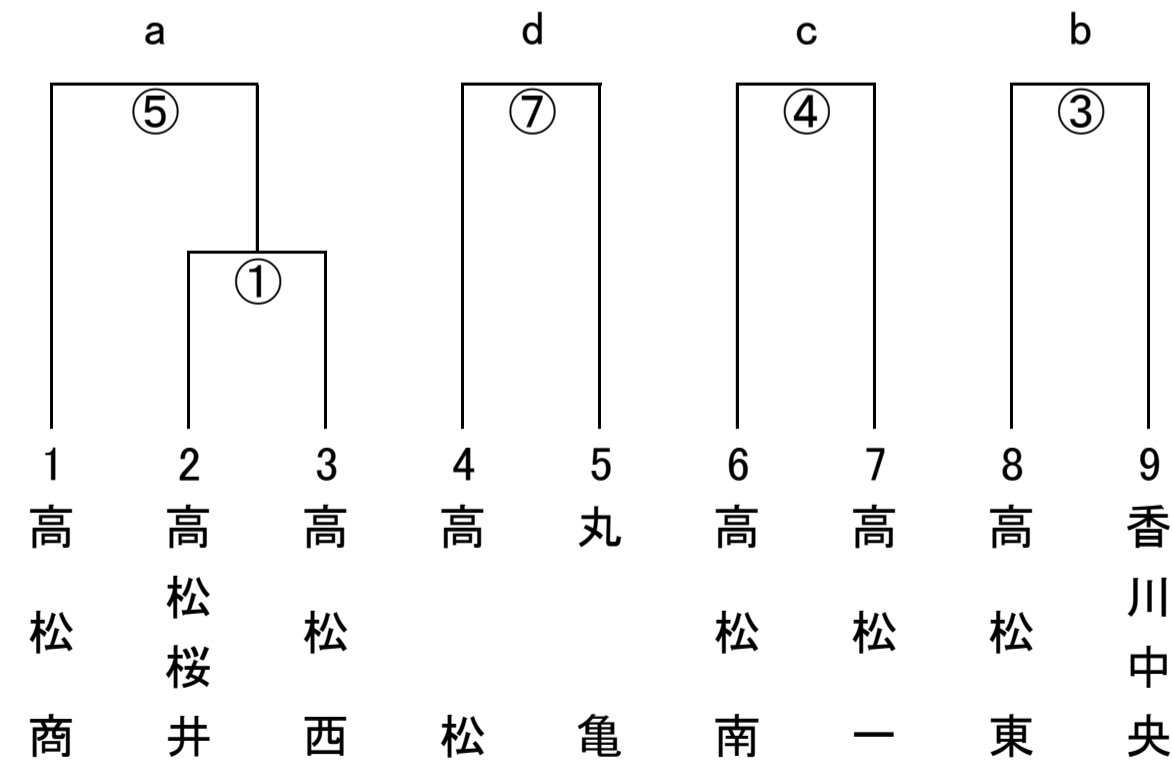 a d c b
⑤ ⑦ ④ ③
①
1 2 3 4 5 6 7 8 9
高松商
高松桜井
高松西
高松
丸亀
高松南
高松一
高松東
香川中央